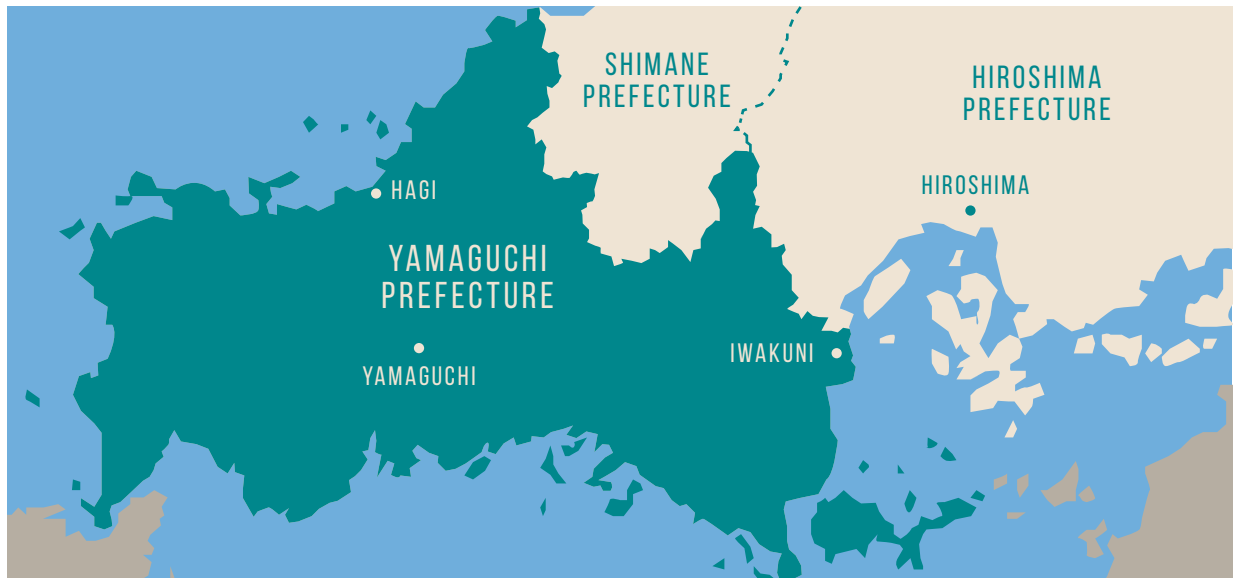 SHIMANE
PREFECTURE
HIROSHIMA
PREFECTURE
HIROSHIMA
HAGI
YAMAGUCHI
PREFECTURE
IWAKUNI
YAMAGUCHI